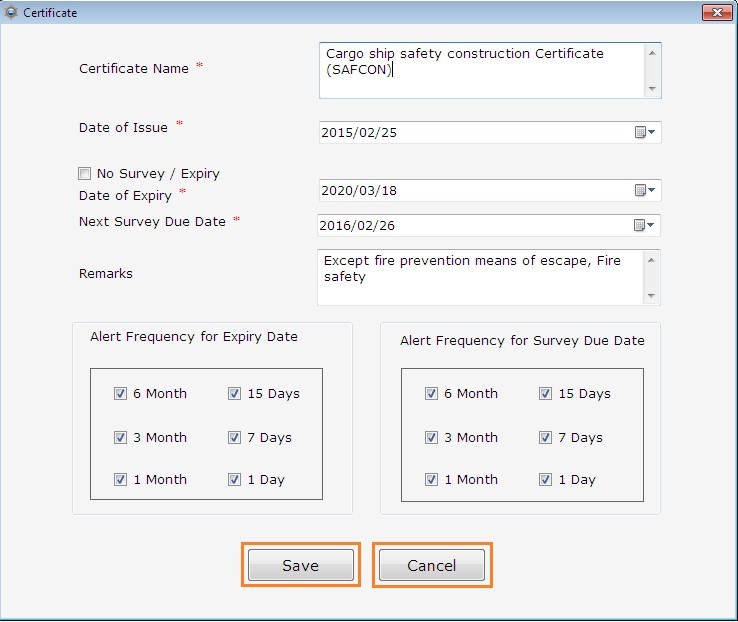 Certificate
Certificate Name *
Cargo ship safety construction Certificate
(SAFCON)
Date of Issue *
2015/02/25
No Survey / Expiry
Date of Expiry *
2020/03/18
Next Survey Due Date *
2016/02/26
Remarks
Except fire prevention means of escape, Fire
safety
Alert Frequency for Expiry Date
6 Month 15 Days
3 Month 7 Days
1 Month 1 Day
Alert Frequency for Survey Due Date
6 Month 15 Days
3 Month 7 Days
1 Month 1 Day
Save Cancel